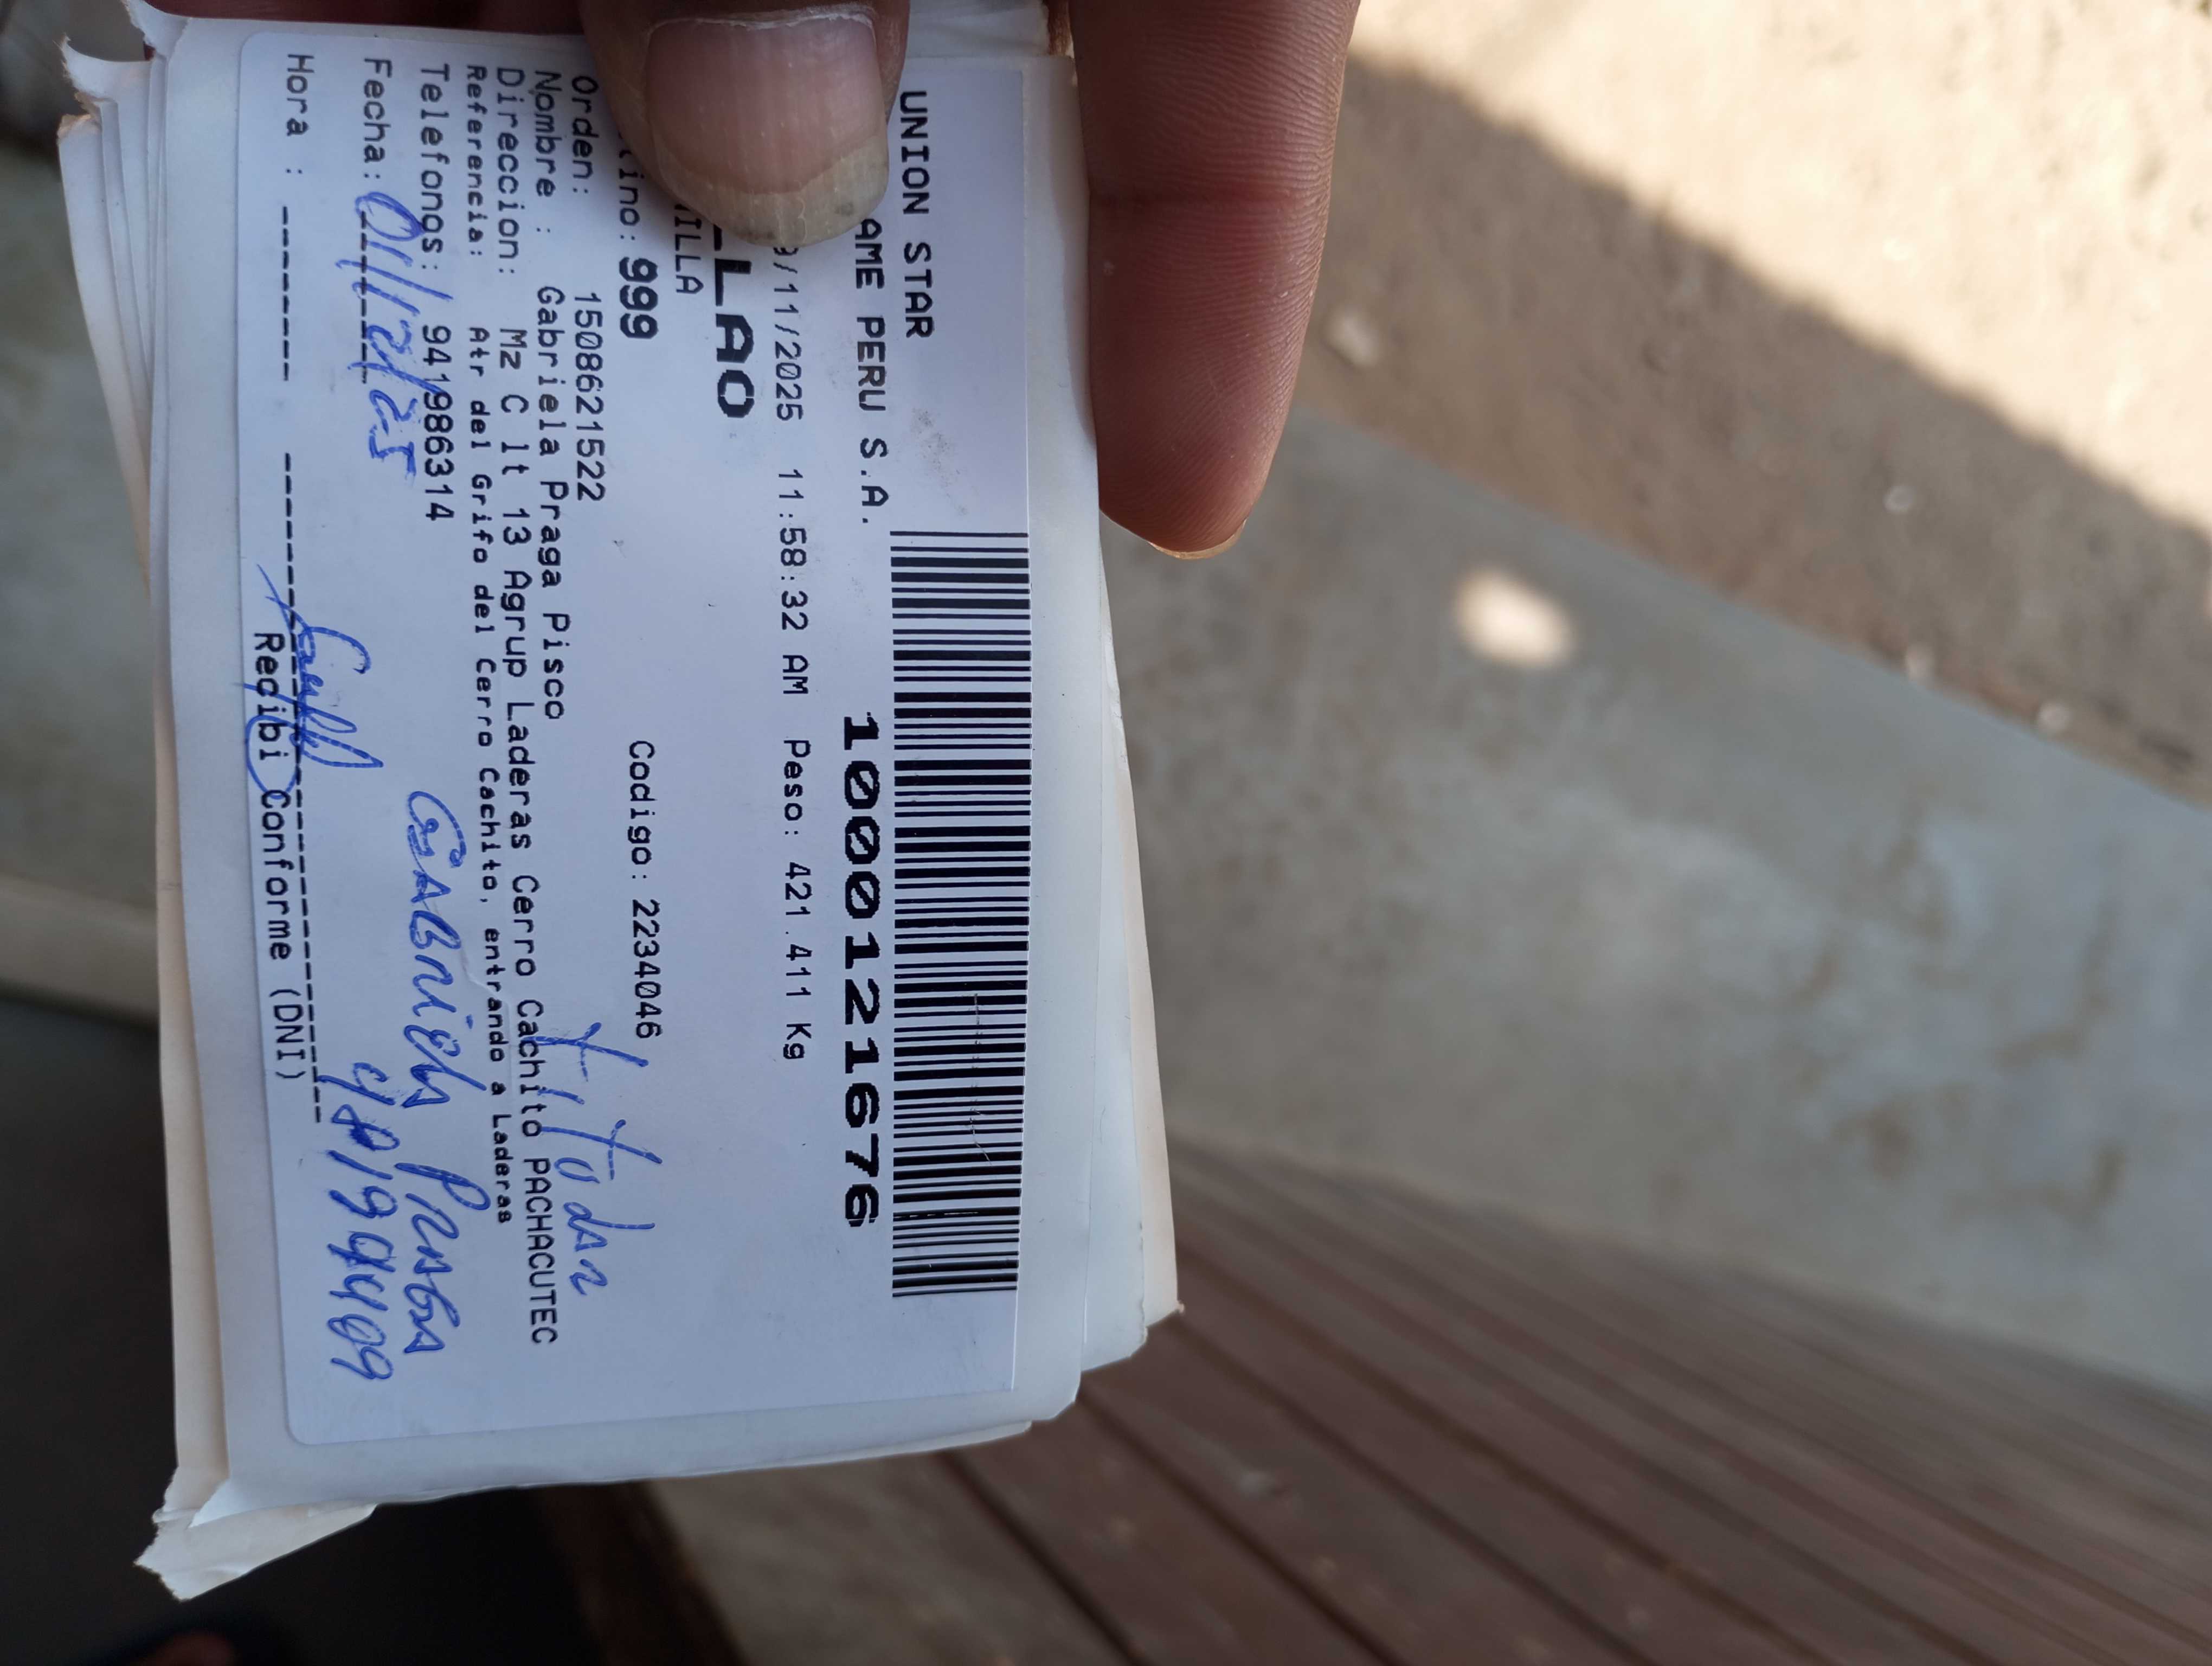 UNION STAR
AME PERU S.A. 1000121676
9/11/2025 11:58:32 AM Peso: 421.411 Kg
LAO
ILLA
tino: 999 Codigo: 2234046
Orden: 1508621522
Nombre : Gabriela Praga Pisco
Direccion: Mz C lt 13 Agrup Laderas Cerro Cachito PACHACUTEC
Referencia: Atr del Grifo del Cerro Cachito, entrando a Laderas
Telefonos: 941986314
GABRIELA PRAGA
Fecha: 01/12/25
Hora :
Recibi Conforme (DNI)